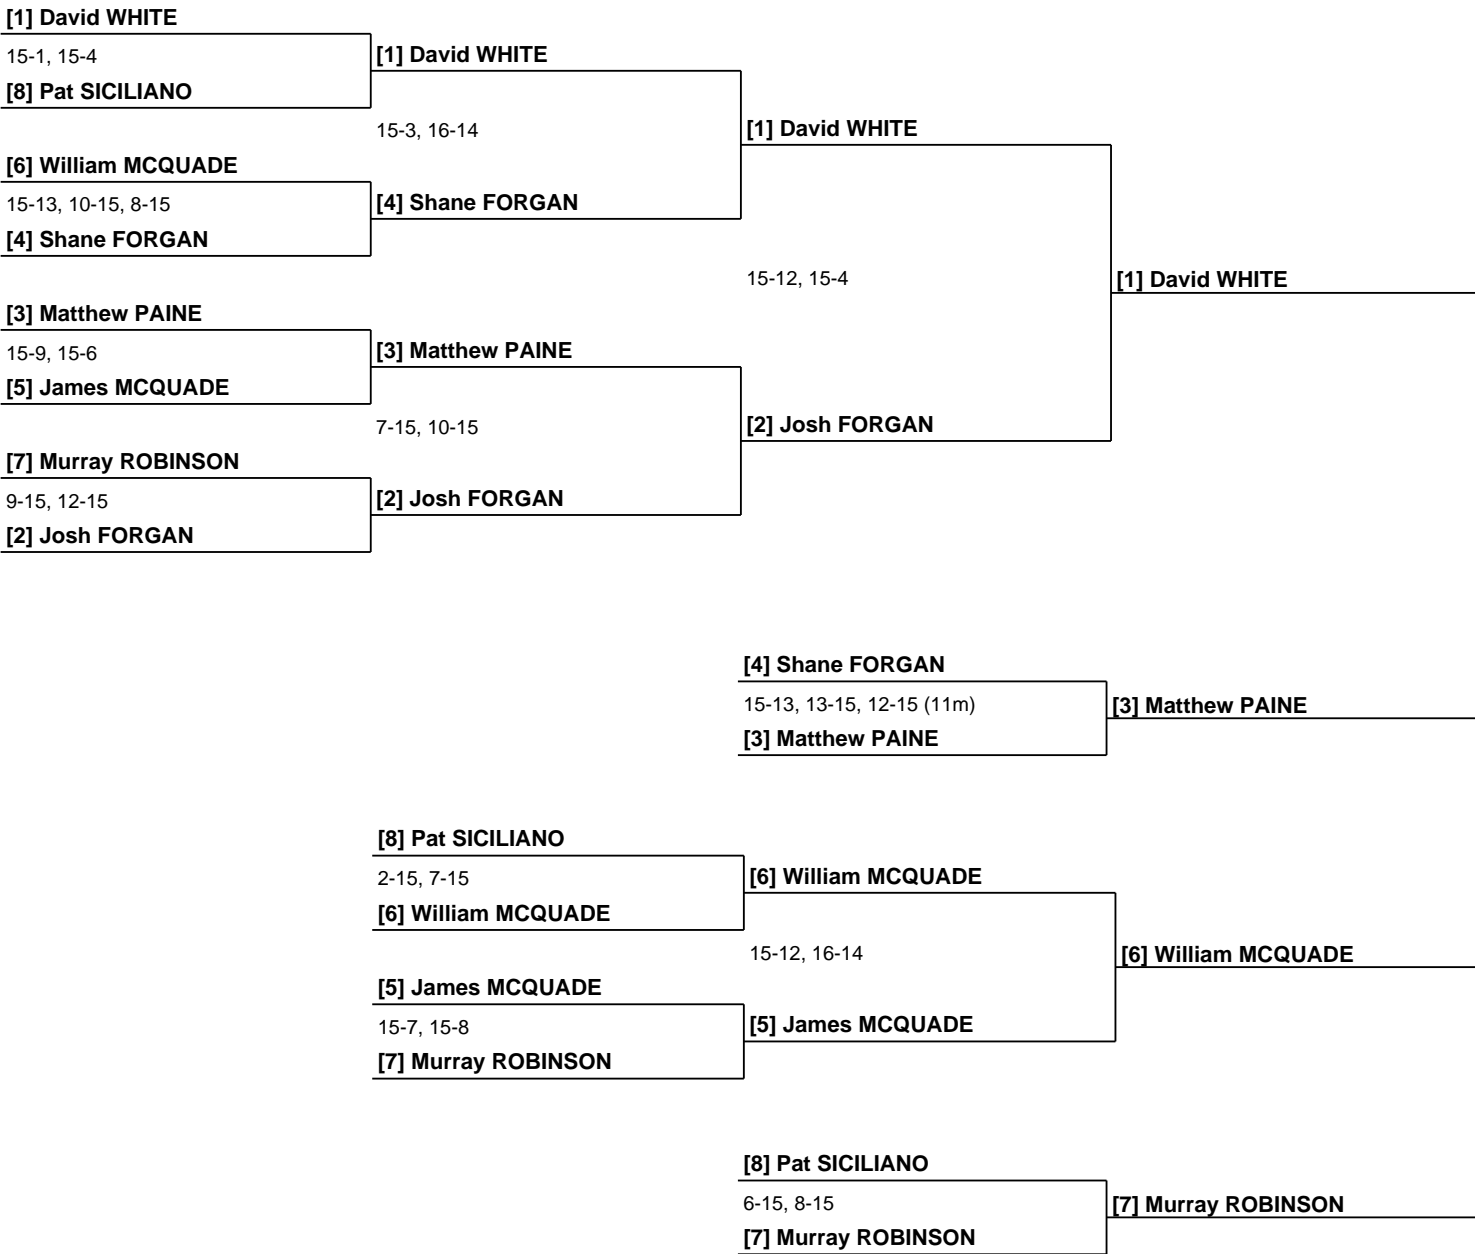 [1] David WHITE
15-1, 15-4
[8] Pat SICILIANO
[1] David WHITE
15-3, 16-14
[6] William MCQUADE
15-13, 10-15, 8-15
[4] Shane FORGAN
[4] Shane FORGAN
[1] David WHITE
15-12, 15-4
[1] David WHITE
[3] Matthew PAINE
15-9, 15-6
[5] James MCQUADE
[3] Matthew PAINE
7-15, 10-15
[2] Josh FORGAN
[7] Murray ROBINSON
9-15, 12-15
[2] Josh FORGAN
[2] Josh FORGAN
[4] Shane FORGAN
15-13, 13-15, 12-15 (11m)
[3] Matthew PAINE
[3] Matthew PAINE
[8] Pat SICILIANO
2-15, 7-15
[6] William MCQUADE
[6] William MCQUADE
15-12, 16-14
[6] William MCQUADE
[5] James MCQUADE
15-7, 15-8
[7] Murray ROBINSON
[5] James MCQUADE
[8] Pat SICILIANO
6-15, 8-15
[7] Murray ROBINSON
[7] Murray ROBINSON